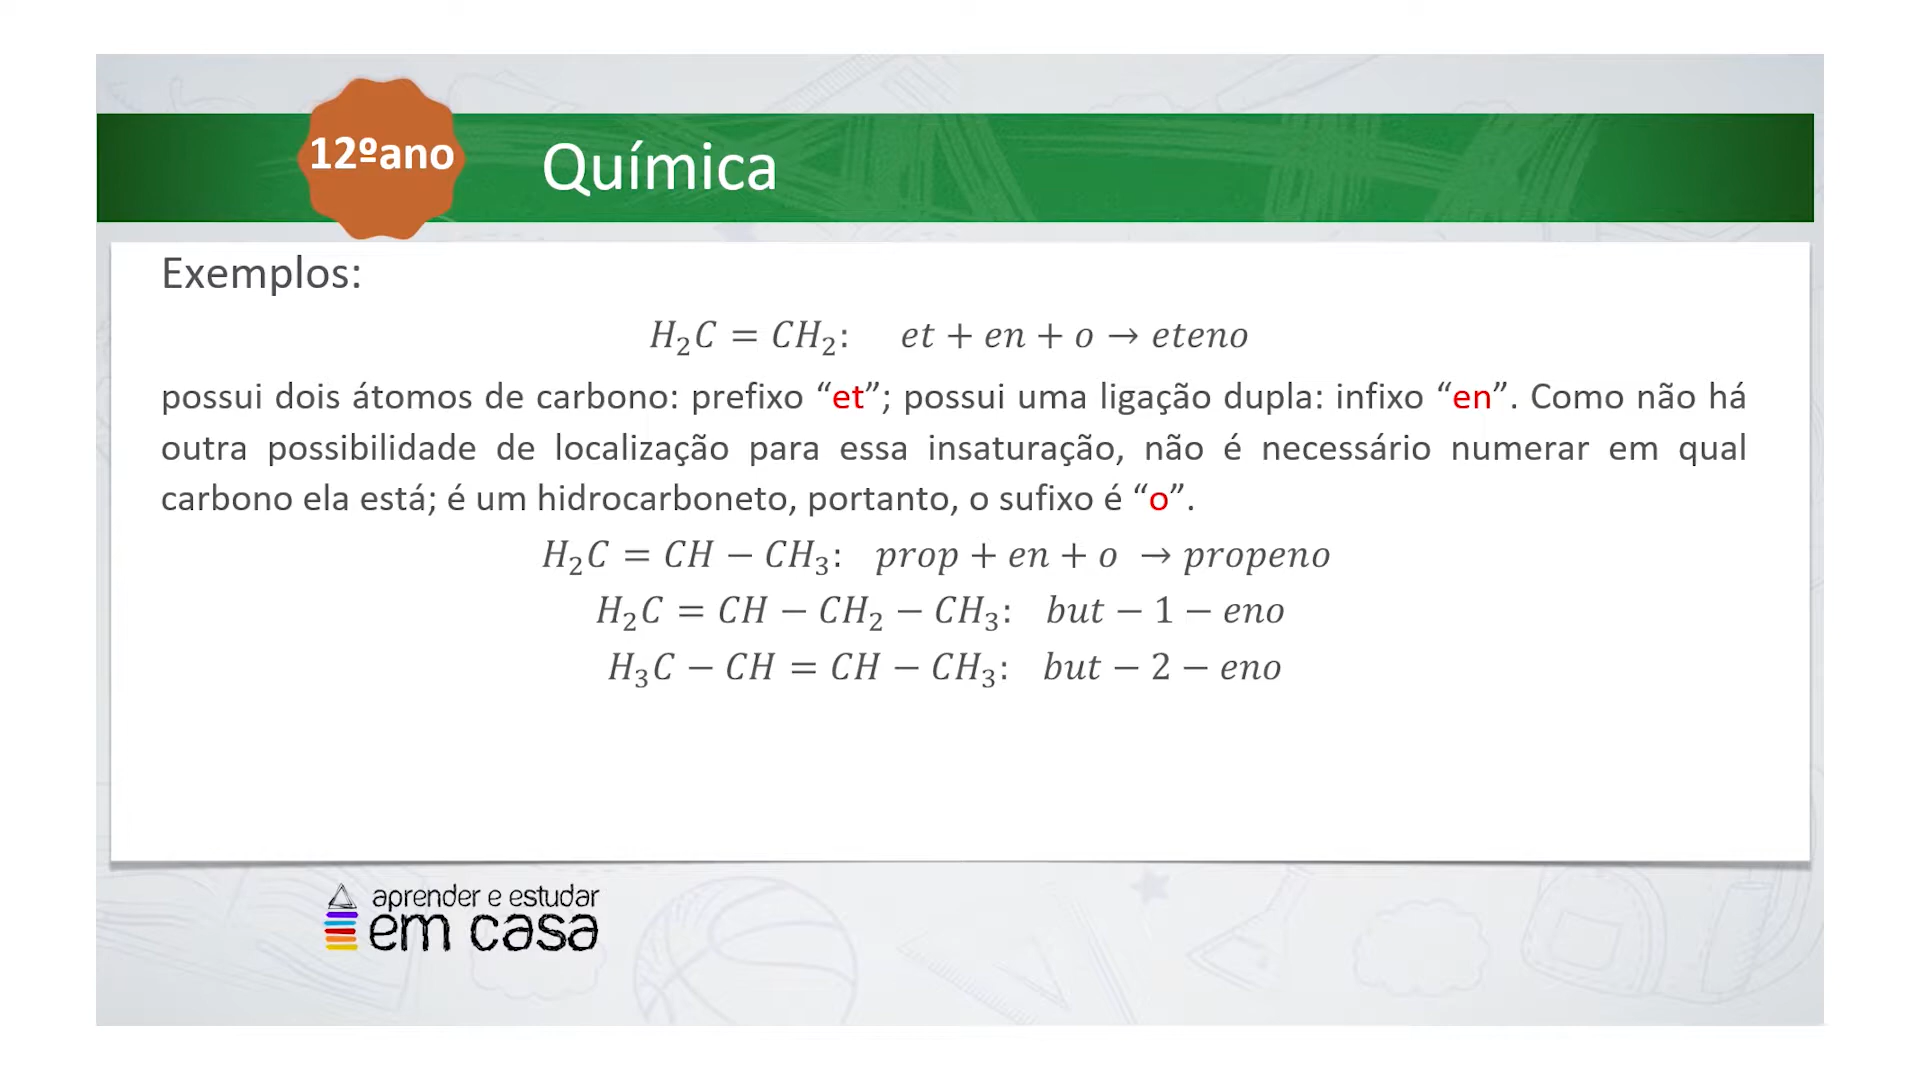 12ºano
Química
Exemplos:
H₂C = CH₂: et + en + o → eteno
possui dois átomos de carbono: prefixo “et”; possui uma ligação dupla: infixo “en”. Como não há
outra possibilidade de localização para essa insaturação, não é necessário numerar em qual
carbono ela está; é um hidrocarboneto, portanto, o sufixo é “o”.
H₂C = CH − CH₃: prop + en + o → propeno
H₂C = CH − CH₂ − CH₃: but − 1 − eno
H₃C − CH = CH − CH₃: but − 2 − eno
aprender e estudar
em casa